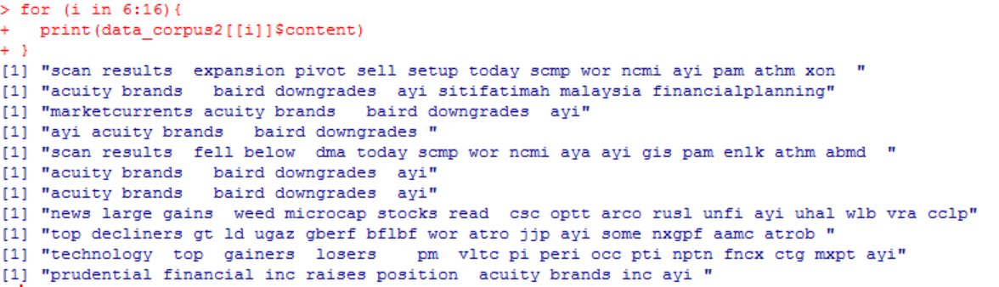 > for (i in 6:16){
+   print(data_corpus2[[i]]$content)
+ }
[1] "scan results  expansion pivot sell setup today scmp wor ncmi ayi pam athm xon  "
[1] "acuity brands   baird downgrades  ayi sitifatimah malaysia financialplanning"
[1] "marketcurrents acuity brands   baird downgrades  ayi"
[1] "ayi acuity brands   baird downgrades "
[1] "scan results  fell below  dma today scmp wor ncmi aya ayi gis pam enlk athm abmd  "
[1] "acuity brands   baird downgrades  ayi"
[1] "acuity brands   baird downgrades  ayi"
[1] "news large gains  weed microcap stocks read  csc optt arco rusl unfi ayi uhal wlb vra cclp"
[1] "top decliners gt ld ugaz gberf bflbf wor atro jjp ayi some nxgpf aamc atrob "
[1] "technology  top  gainers  losers    pm  vltc pi peri occ pti nptn fncx ctg mxpt ayi"
[1] "prudential financial inc raises position  acuity brands inc ayi "